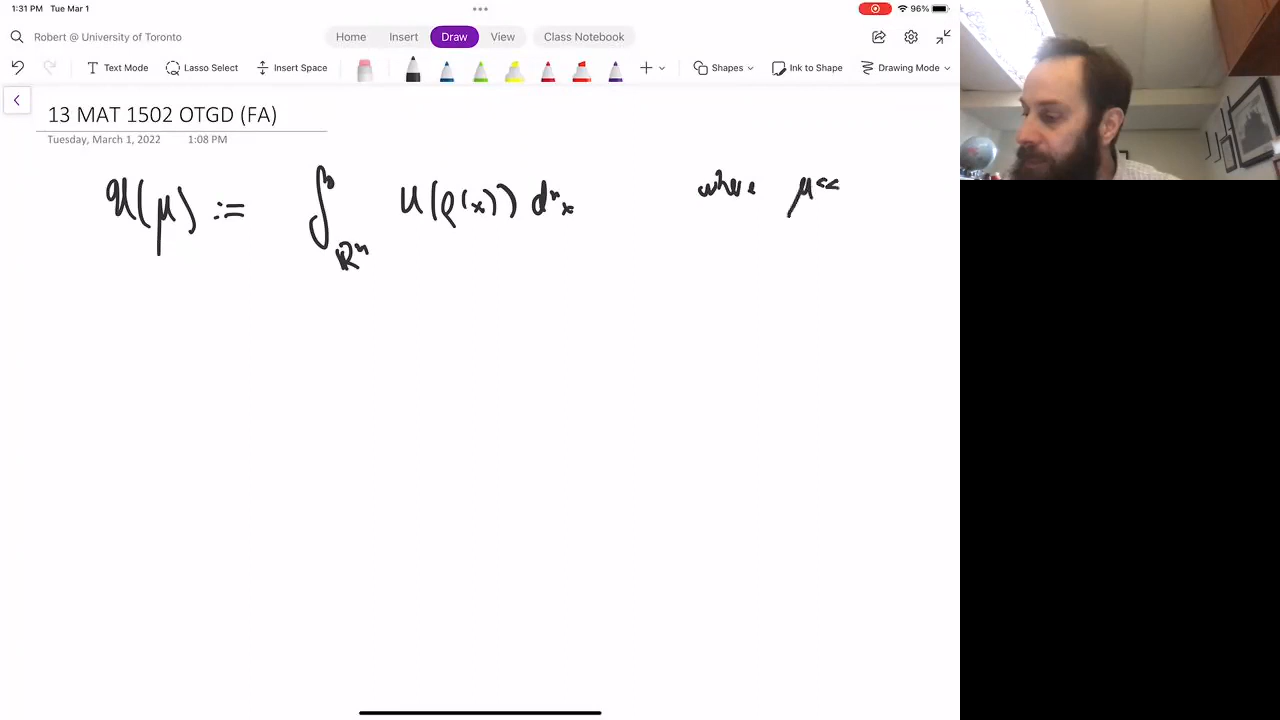 1:31 PM Tue Mar 1
96%
Robert @ University of Toronto
Home Insert Draw View Class Notebook
Text Mode Lasso Select Insert Space Shapes Ink to Shape Drawing Mode
13 MAT 1502 OTGD (FA)
Tuesday, March 1, 2022 1:08 PM
𝒰(μ) := ∫_{ℝⁿ} U(ρ(x)) dⁿx where μ <<